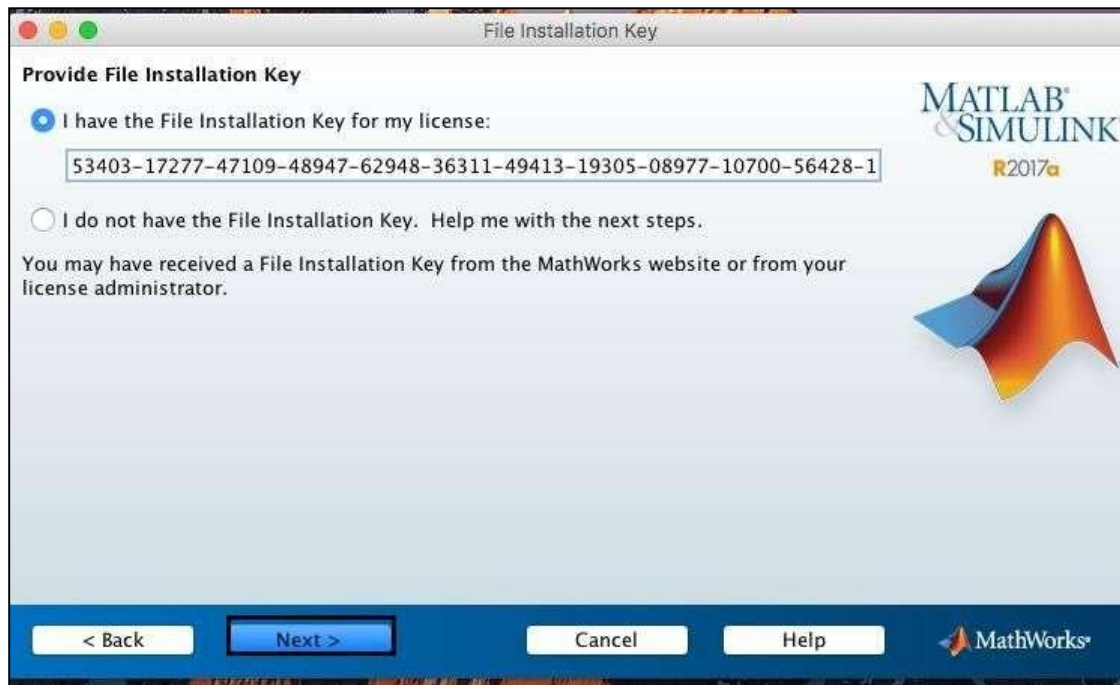 File Installation Key
Provide File Installation Key
I have the File Installation Key for my license:
53403-17277-47109-48947-62948-36311-49413-19305-08977-10700-56428-1
I do not have the File Installation Key. Help me with the next steps.
You may have received a File Installation Key from the MathWorks website or from your
license administrator.
MATLAB®
&SIMULINK
R2017a
< Back
Next >
Cancel
Help
MathWorks®